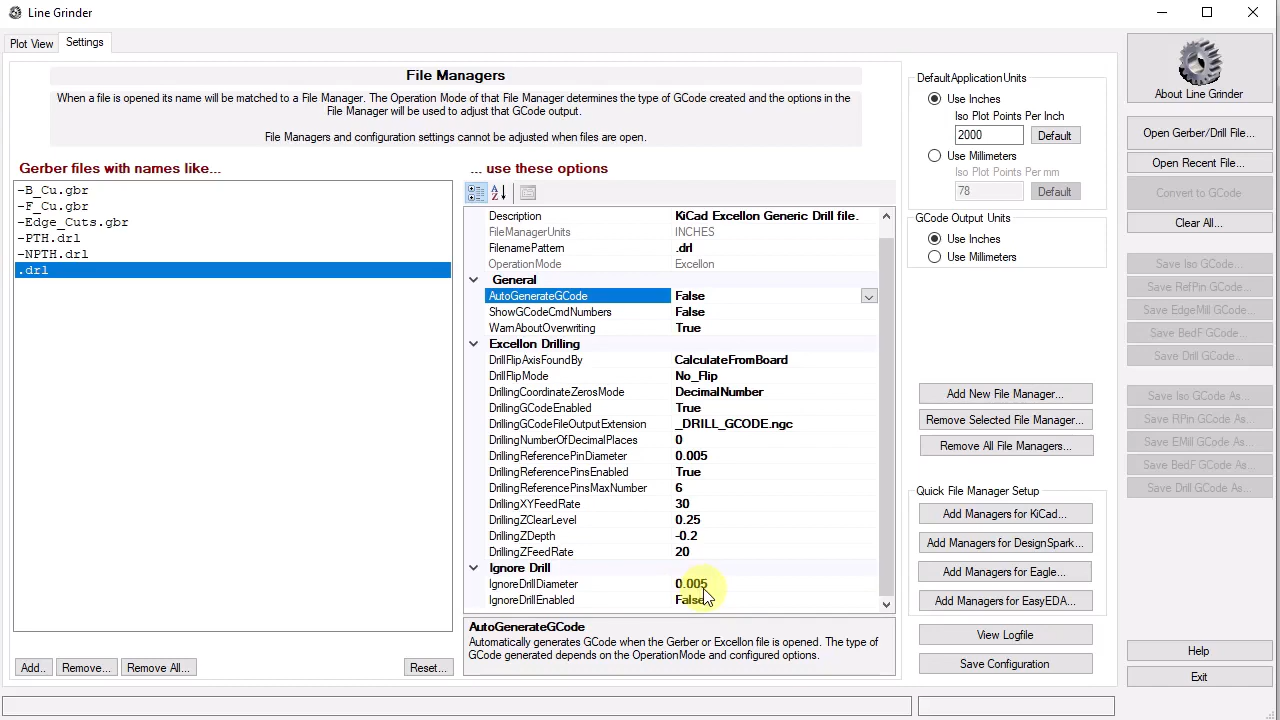 Line Grinder
Plot View
Settings
File Managers
When a file is opened its name will be matched to a File Manager. The Operation Mode of that File Manager determines the type of GCode created and the options in the
File Manager will be used to adjust that GCode output.
File Managers and configuration settings cannot be adjusted when files are open.
Gerber files with names like...
-B_Cu.gbr
-F_Cu.gbr
-Edge_Cuts.gbr
-PTH.drl
-NPTH.drl
.drl
Add..
Remove...
Remove All...
Reset...
... use these options
Description KiCad Excellon Generic Drill file.
FileManagerUnits INCHES
FilenamePattern .drl
OperationMode Excellon
General
AutoGenerateGCode False
ShowGCodeCmdNumbers False
WarnAboutOverwriting True
Excellon Drilling
DrillFlipAxisFoundBy CalculateFromBoard
DrillFlipMode No_Flip
DrillingCoordinateZerosMode DecimalNumber
DrillingGCodeEnabled True
DrillingGCodeFileOutputExtension _DRILL_GCODE.ngc
DrillingNumberOfDecimalPlaces 0
DrillingReferencePinDiameter 0.005
DrillingReferencePinsEnabled True
DrillingReferencePinsMaxNumber 6
DrillingXYFeedRate 30
DrillingZClearLevel 0.25
DrillingZDepth -0.2
DrillingZFeedRate 20
Ignore Drill
IgnoreDrillDiameter 0.005
IgnoreDrillEnabled False
AutoGenerateGCode
Automatically generates GCode when the Gerber or Excellon file is opened. The type of
GCode generated depends on the OperationMode and configured options.
DefaultApplicationUnits
Use Inches
Iso Plot Points Per Inch
2000 Default
Use Millimeters
Iso Plot Points Per mm
78 Default
GCode Output Units
Use Inches
Use Millimeters
Add New File Manager...
Remove Selected File Manager...
Remove All File Managers...
Quick File Manager Setup
Add Managers for KiCad...
Add Managers for DesignSpark...
Add Managers for Eagle...
Add Managers for EasyEDA...
View Logfile
Save Configuration
About Line Grinder
Open Gerber/Drill File...
Open Recent File...
Convert to GCode
Clear All...
Save Iso GCode...
Save RefPin GCode...
Save EdgeMill GCode...
Save BedF GCode...
Save Drill GCode...
Save Iso GCode As...
Save RPin GCode As...
Save EMill GCode As...
Save BedF GCode As...
Save Drill GCode As...
Help
Exit